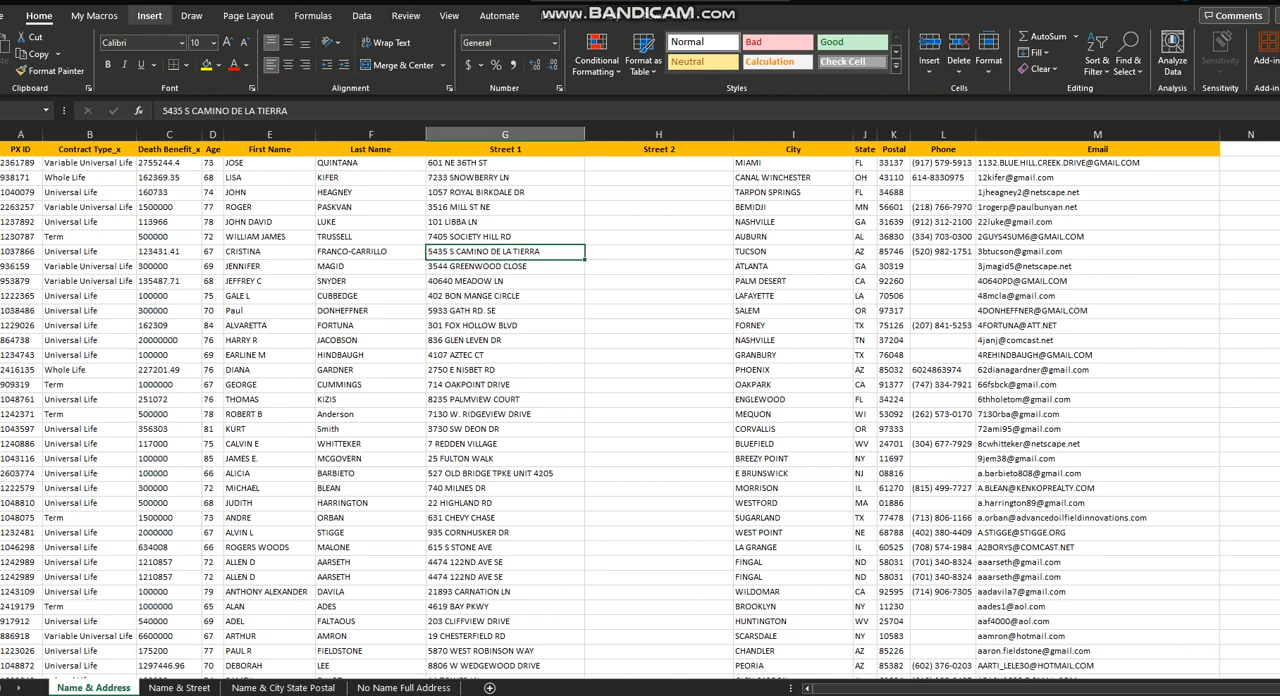 www.BANDICAM.com
Home My Macros Insert Draw Page Layout Formulas Data Review View Automate Comments
Cut
Copy
Format Painter
Calibri 10
Wrap Text
Merge & Center
General
Conditional Formatting
Format as Table
Normal Bad Good
Neutral Calculation Check Cell
Insert Delete Format
AutoSum
Fill
Clear
Sort & Filter
Find & Select
Analyze Data
Sensitivity
Add-in
Clipboard Font Alignment Number Styles Cells Editing Analysis Sensitivity Add-in
fx 5435 S CAMINO DE LA TIERRA
A B C D E F G H I J K L M N
PX ID Contract Type_x Death Benefit_x Age First Name Last Name Street 1 Street 2 City State Postal Phone Email
2361789 Variable Universal Life 2755244.4 73 JOSE QUINTANA 601 NE 36TH ST MIAMI FL 33137 (917) 579-5913 1132.BLUE.HILL.CREEK.DRIVE@GMAIL.COM
938171 Whole Life 162369.35 68 LISA KIFER 7233 SNOWBERRY LN CANAL WINCHESTER OH 43110 614-8330975 12kifer@gmail.com
1040079 Universal Life 160733 74 JOHN HEAGNEY 1057 ROYAL BIRKDALE DR TARPON SPRINGS FL 34688 1jheagney2@netscape.net
2263257 Variable Universal Life 1500000 77 ROGER PASKVAN 3516 MILL ST NE BEMIDJI MN 56601 (218) 766-7970 1rogerp@paulbunyan.net
1237892 Universal Life 113966 78 JOHN DAVID LUKE 101 LIBBA LN NASHVILLE GA 31639 (912) 312-2100 22luke@gmail.com
1230787 Term 500000 72 WILLIAM JAMES TRUSSELL 7405 SOCIETY HILL RD AUBURN AL 36830 (334) 703-0300 2GUYS4SUM6@GMAIL.COM
1037866 Universal Life 123431.41 67 CRISTINA FRANCO-CARRILLO 5435 S CAMINO DE LA TIERRA TUCSON AZ 85746 (520) 982-1751 3btucson@gmail.com
936159 Variable Universal Life 300000 69 JENNIFER MAGID 3544 GREENWOOD CLOSE ATLANTA GA 30319 3jmagid5@netscape.net
953879 Variable Universal Life 135487.71 68 JEFFREY C SNYDER 40640 MEADOW LN PALM DESERT CA 92260 40640PD@GMAIL.COM
1222365 Universal Life 100000 75 GALE L CUBBEDGE 402 BON MANGE CIRCLE LAFAYETTE LA 70506 48mcla@gmail.com
1038486 Universal Life 300000 70 Paul DONHEFFNER 5933 GATH RD. SE SALEM OR 97317 4DONHEFFNER@GMAIL.COM
1229026 Universal Life 162309 84 ALVARETTA FORTUNA 301 FOX HOLLOW BLVD FORNEY TX 75126 (207) 841-5253 4FORTUNA@ATT.NET
864738 Universal Life 20000000 76 HARRY R JACOBSON 836 GLEN LEVEN DR NASHVILLE TN 37204 4janj@comcast.net
1234743 Universal Life 100000 69 EARLINE M HINDBAUGH 4107 AZTEC CT GRANBURY TX 76048 4REHINDBAUGH@GMAIL.COM
2416135 Whole Life 227201.49 76 DIANA GARDNER 2750 E NISBET RD PHOENIX AZ 85032 6024863974 62dianagardner@gmail.com
909319 Term 1000000 67 GEORGE CUMMINGS 714 OAKPOINT DRIVE OAKPARK CA 91377 (747) 334-7921 66fsbck@gmail.com
1048761 Universal Life 251072 76 THOMAS KIZIS 8235 PALMVIEW COURT ENGLEWOOD FL 34224 6thholetom@gmail.com
1242371 Term 500000 78 ROBERT B Anderson 7130 W. RIDGEVIEW DRIVE MEQUON WI 53092 (262) 573-0170 7130rba@gmail.com
1043597 Universal Life 356303 81 KURT Smith 3730 SW DEON DR CORVALLIS OR 97333 72ami95@gmail.com
1240886 Universal Life 117000 75 CALVIN E WHITTEKER 7 REDDEN VILLAGE BLUEFIELD WV 24701 (304) 677-7929 8cwhitteker@netscape.net
1043116 Universal Life 100000 85 JAMES E. MCGOVERN 25 FULTON WALK BREEZY POINT NY 11697 9jem38@gmail.com
2603774 Universal Life 100000 66 ALICIA BARBIETO 527 OLD BRIDGE TPKE UNIT 4205 E BRUNSWICK NJ 08816 a.barbieto808@gmail.com
1222579 Universal Life 300000 72 MICHAEL BLEAN 740 MILNES DR MORRISON IL 61270 (815) 499-7727 A.BLEAN@KENKOPREALTY.COM
1048810 Universal Life 500000 68 JUDITH HARRINGTON 22 HIGHLAND RD WESTFORD MA 01886 a.harrington89@gmail.com
1048075 Term 1500000 73 ANDRE ORBAN 631 CHEVY CHASE SUGARLAND TX 77478 (713) 806-1166 a.orban@advancedoilfieldinnovations.com
1232481 Universal Life 2000000 67 ALVIN L STIGGE 935 CORNHUSKER DR WEST POINT NE 68788 (402) 380-4409 A.STIGGE@STIGGE.ORG
1046298 Universal Life 634008 66 ROGERS WOODS MALONE 615 S STONE AVE LA GRANGE IL 60525 (708) 574-1984 A2BORYS@COMCAST.NET
1242989 Universal Life 1210857 72 ALLEN D AARSETH 4474 122ND AVE SE FINGAL ND 58031 (701) 340-8324 aaarseth@gmail.com
1242989 Universal Life 1210857 72 ALLEN D AARSETH 4474 122ND AVE SE FINGAL ND 58031 (701) 340-8324 aaarseth@gmail.com
1243109 Universal Life 100000 79 ANTHONY ALEXANDER DAVILA 21893 CARNATION LN WILDOMAR CA 92595 (714) 906-7305 aadavila7@gmail.com
2419179 Term 1000000 65 ALAN ADES 4619 BAY PKWY BROOKLYN NY 11230 aades1@aol.com
917912 Universal Life 540000 69 ADEL FALTAOUS 203 CLIFFVIEW DRIVE HUNTINGTON WV 25704 aaf4000@aol.com
886918 Variable Universal Life 6600000 67 ARTHUR AMRON 19 CHESTERFIELD RD SCARSDALE NY 10583 aamron@hotmail.com
1223026 Universal Life 175200 77 PAUL R FIELDSTONE 5870 WEST ROBINSON WAY CHANDLER AZ 85226 aaron.fieldstone@gmail.com
1048872 Universal Life 1297446.96 70 DEBORAH LEE 8806 W WEDGEWOOD DRIVE PEORIA AZ 85382 (602) 376-0203 AARTI_LELE30@HOTMAIL.COM
Name & Address Name & Street Name & City State Postal No Name Full Address